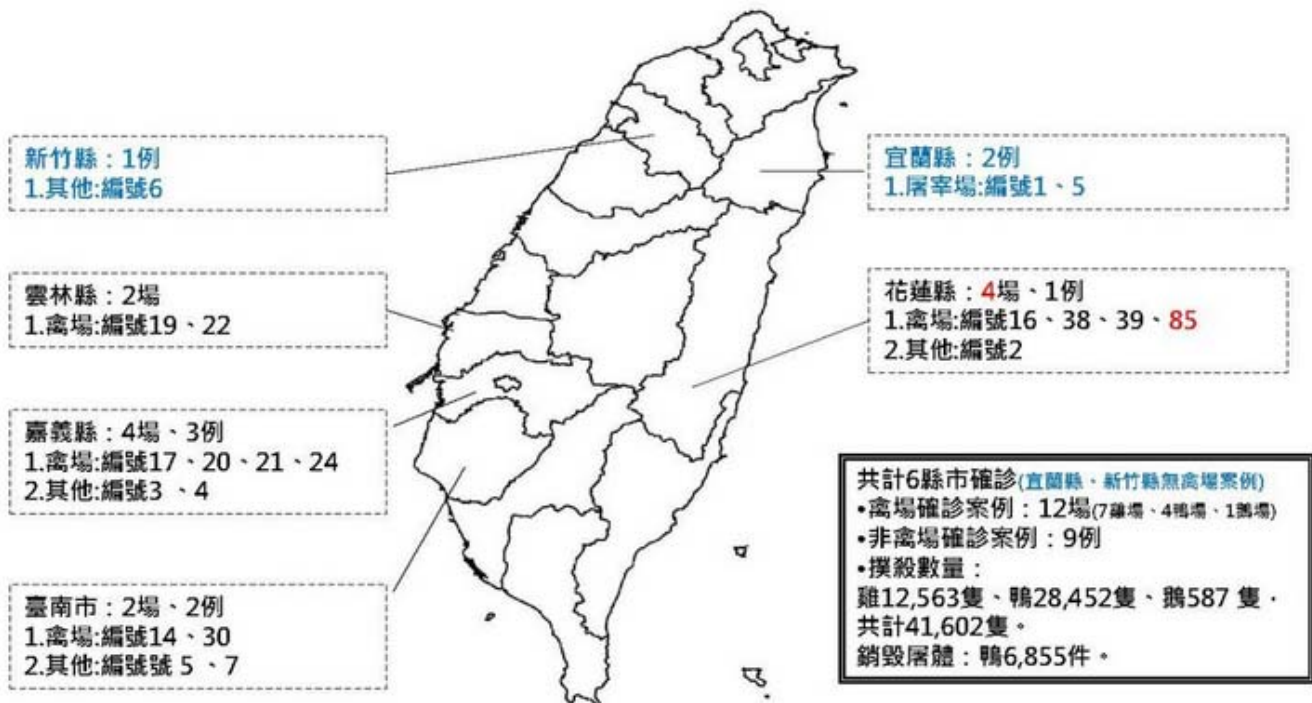 新竹縣：1例
1.其他:編號6
宜蘭縣：2例
1.屠宰場:編號1、5
雲林縣：2場
1.禽場:編號19、22
花蓮縣：4場、1例
1.禽場:編號16、38、39、85
2.其他:編號2
嘉義縣：4場、3例
1.禽場:編號17、20、21、24
2.其他:編號3 、4
臺南市：2場、2例
1.禽場:編號14、30
2.其他:編號號 5 、7
共計6縣市確診(宜蘭縣、新竹縣無禽場案例)
•禽場確診案例：12場(7雞場、4鴨場、1鵝場)
•非禽場確診案例：9例
•撲殺數量：
雞12,563隻、鴨28,452隻、鵝587 隻，
共計41,602隻。
銷毀屠體：鴨6,855件。